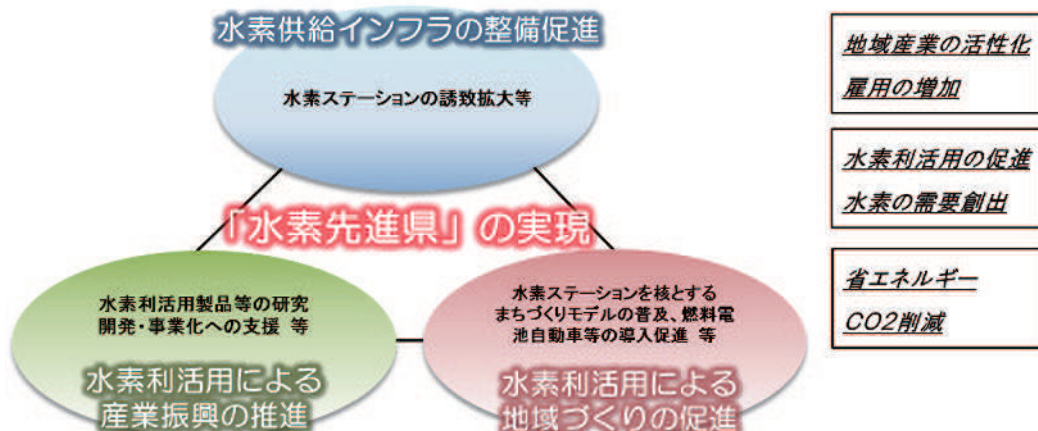 水素供給インフラの整備促進
水素ステーションの誘致拡大等
「水素先進県」の実現
水素利活用製品等の研究
開発・事業化への支援 等
水素利活用による
産業振興の推進
水素ステーションを核とする
まちづくりモデルの普及、燃料電
池自動車等の導入促進 等
水素利活用による
地域づくりの促進
地域産業の活性化
雇用の増加
水素利活用の促進
水素の需要創出
省エネルギー
CO2削減